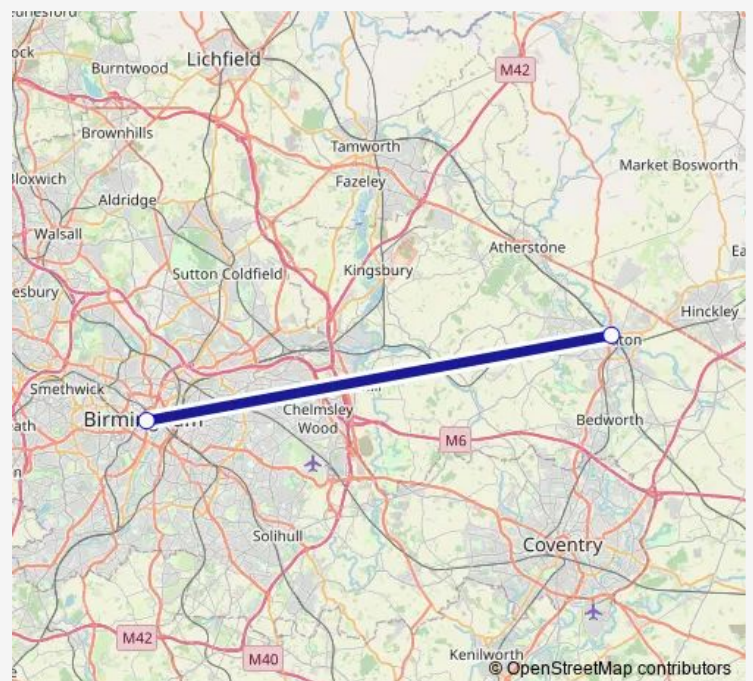 Lichfield
Burntwood
M42
Brownhills
Tamworth
Market Bosworth
Fazeley
Bloxwich
Aldridge
Walsall
Atherstone
Sutton Coldfield
Kingsbury
Hinckley
Smethwick
Chelmsley
Wood
Bedworth
M6
Solihull
Coventry
M42
M40
Kenilworth
© OpenStreetMap contributors